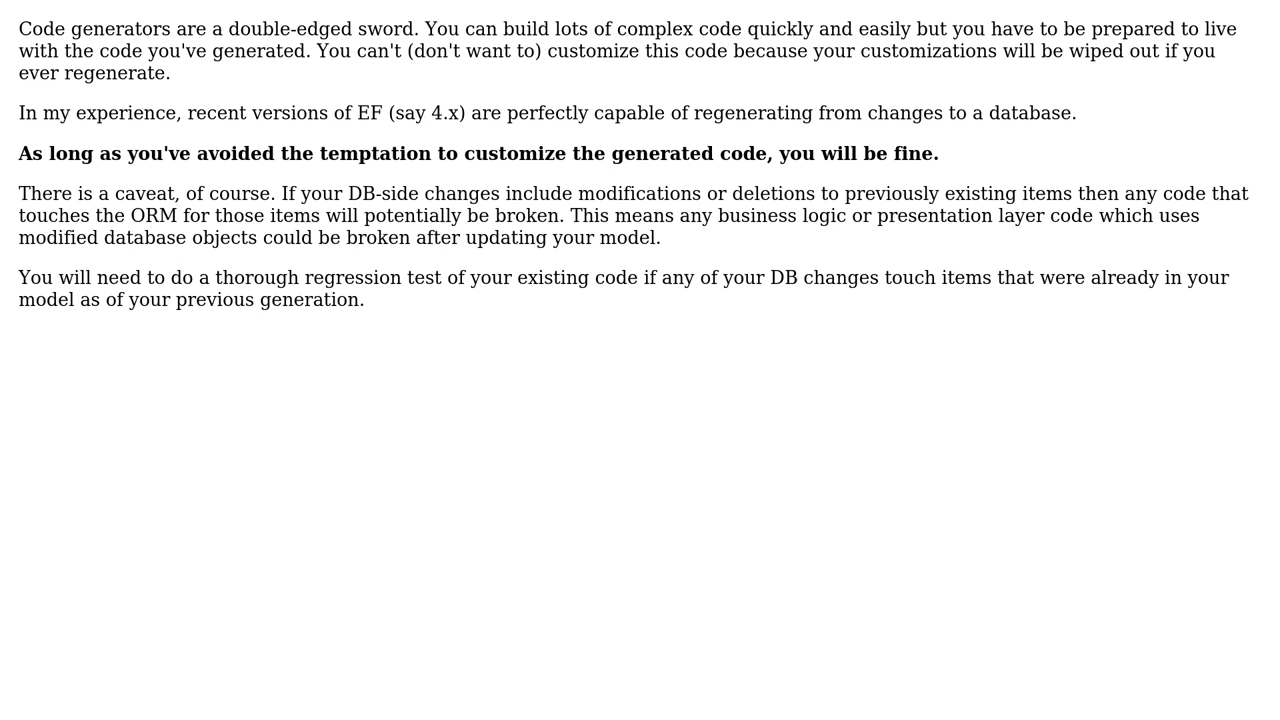 Code generators are a double-edged sword. You can build lots of complex code quickly and easily but you have to be prepared to live
with the code you've generated. You can't (don't want to) customize this code because your customizations will be wiped out if you
ever regenerate.
In my experience, recent versions of EF (say 4.x) are perfectly capable of regenerating from changes to a database.
As long as you've avoided the temptation to customize the generated code, you will be fine.
There is a caveat, of course. If your DB-side changes include modifications or deletions to previously existing items then any code that
touches the ORM for those items will potentially be broken. This means any business logic or presentation layer code which uses
modified database objects could be broken after updating your model.
You will need to do a thorough regression test of your existing code if any of your DB changes touch items that were already in your
model as of your previous generation.